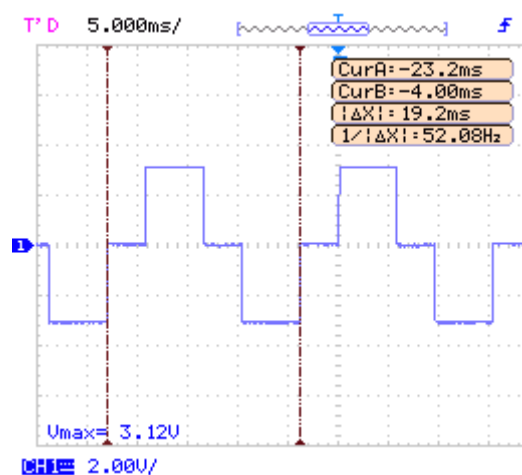 T'D 5.000ms/
T
CurA:-23.2ms
CurB:-4.00ms
|ΔX|:19.2ms
1/|ΔX|:52.08Hz
1
Vmax= 3.12V
CH1 2.00V/